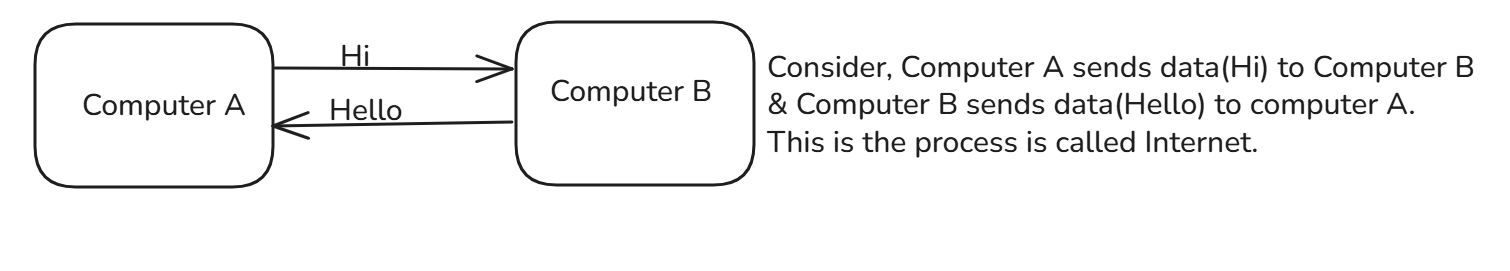 Hi
Hello
Computer A
Computer B
Consider, Computer A sends data(Hi) to Computer B
& Computer B sends data(Hello) to computer A.
This is the process is called Internet.